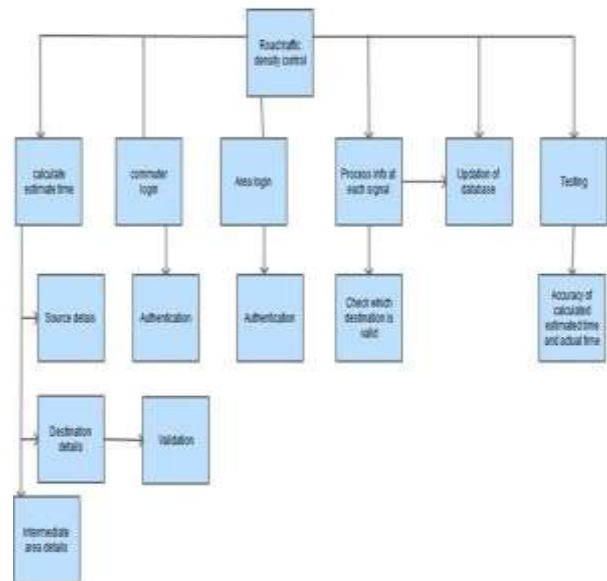 Road traffic
density control
calculate
estimate time
commuter
login
Area login
Process info at
each signal
Updation of
database
Testing
Source details
Authentication
Authentication
Check which
destination is
valid
Accuracy of
calculated
estimated time
and actual time
Destination
details
Validation
Intermediate
area details